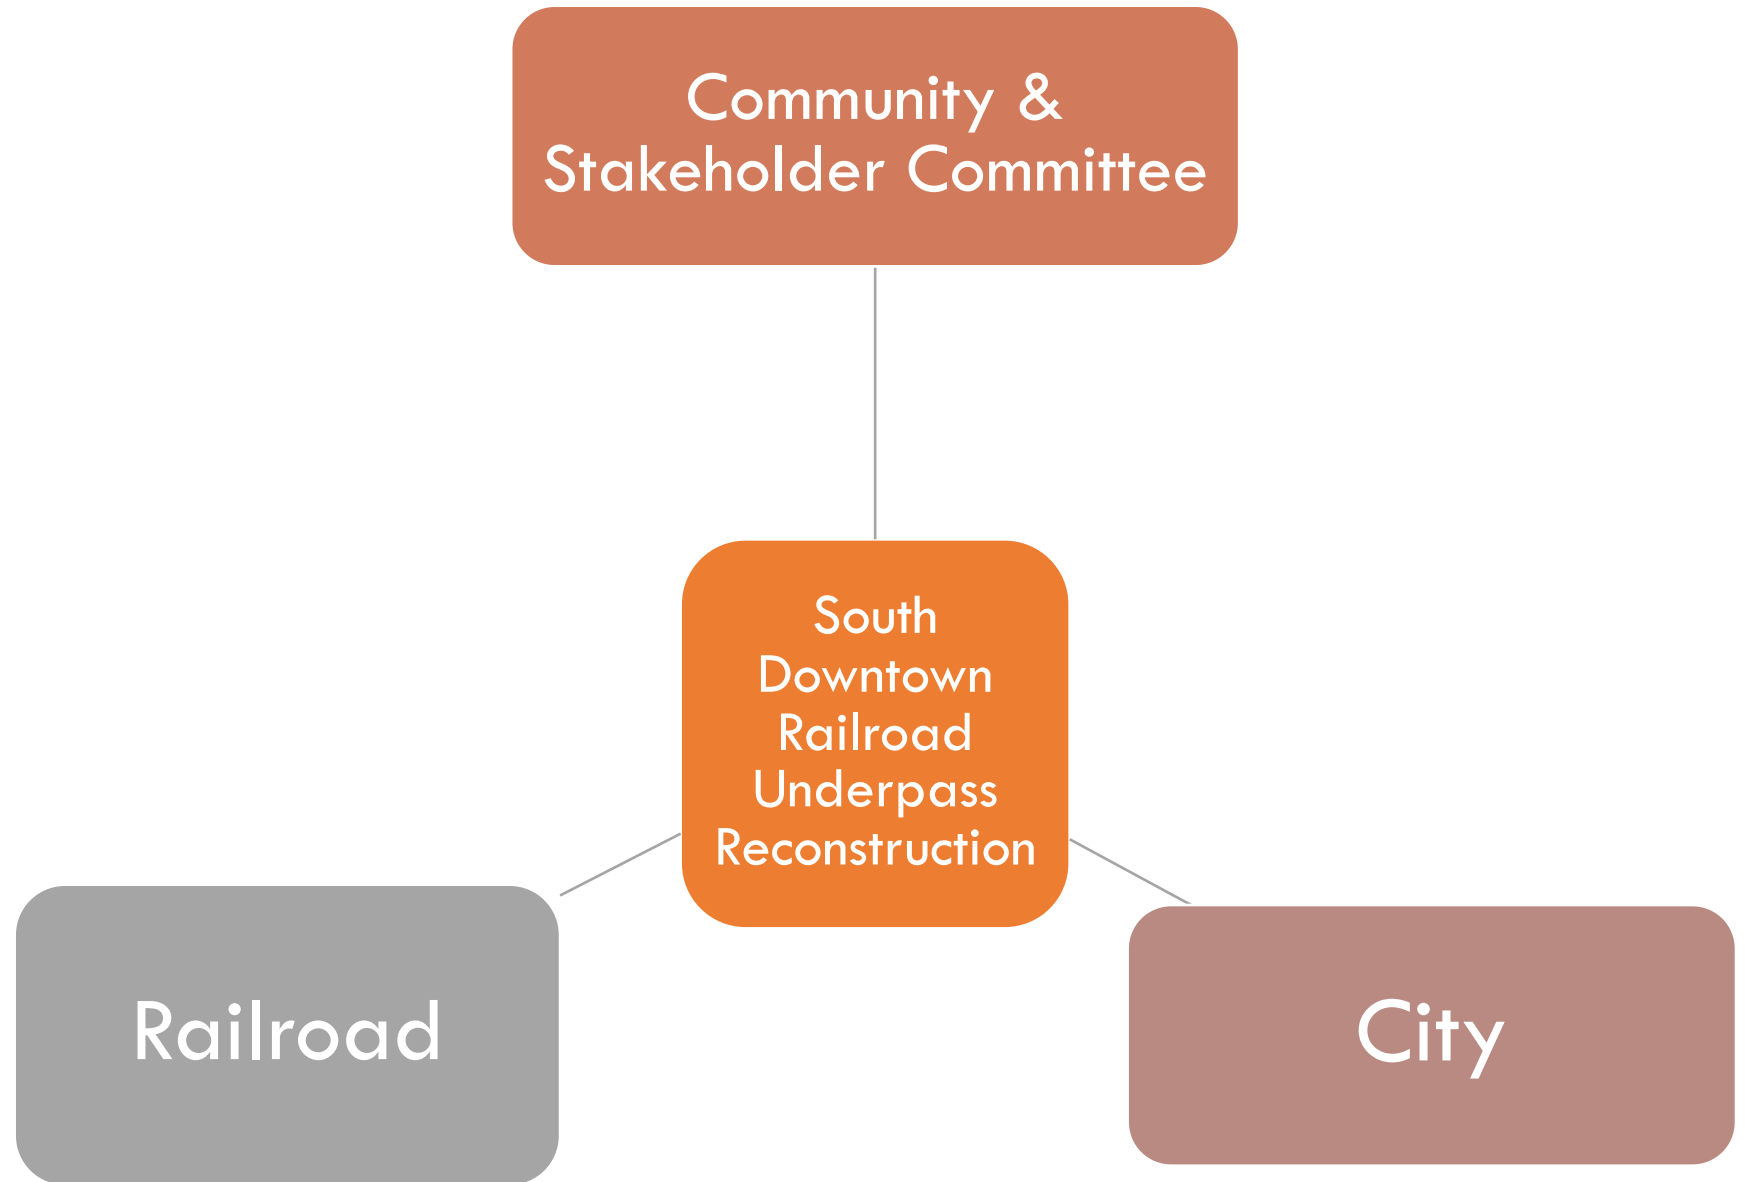 Community &
Stakeholder Committee
South
Downtown
Railroad
Underpass
Reconstruction
Railroad
City